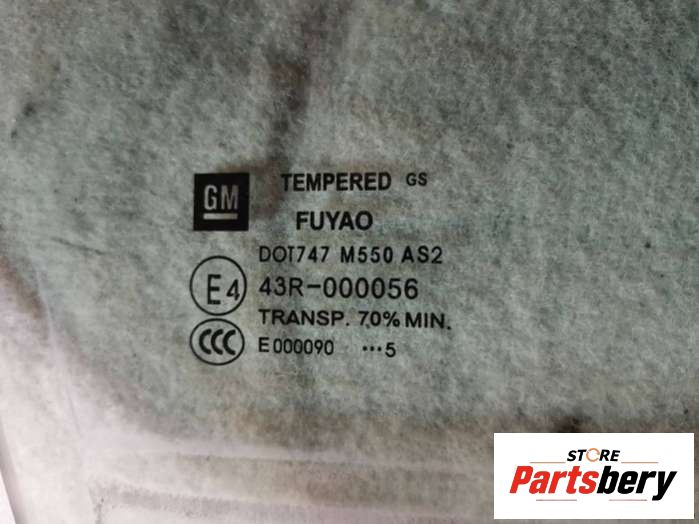 GM TEMPERED GS
FUYAO
DOT747 M550 AS2
E4 43R-000056
TRANSP. 70% MIN.
CCC E000090 ···5
STORE
Partsbery